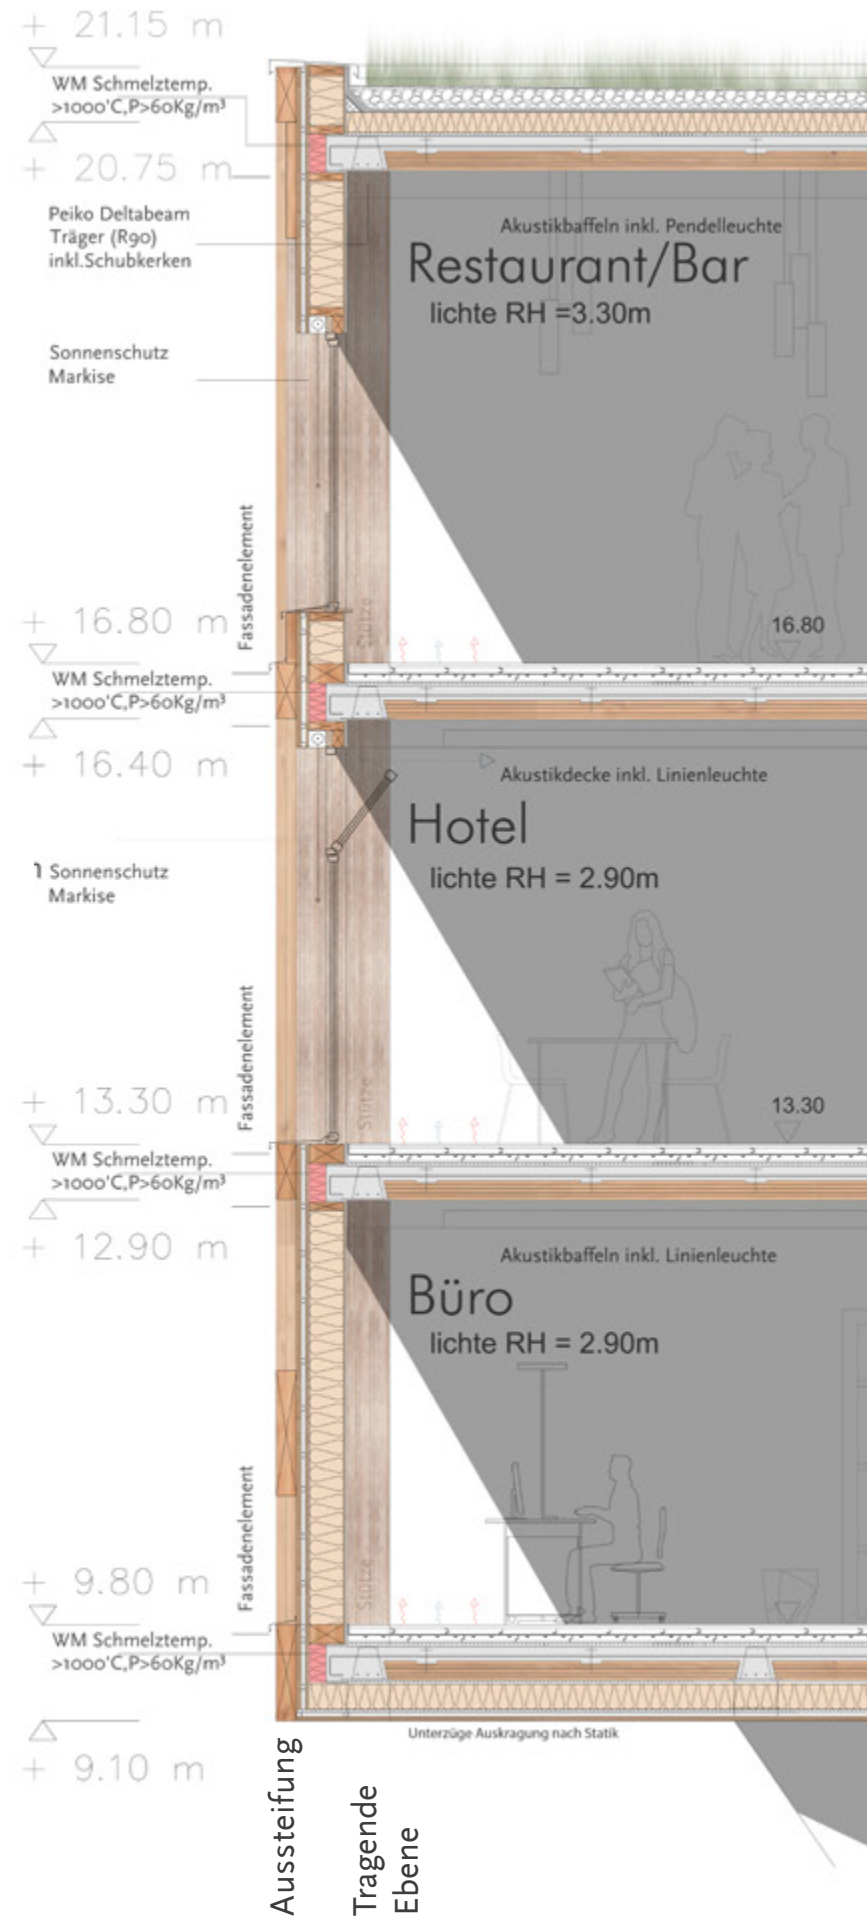 + 21.15 m
WM Schmelztemp.
>1000'C,P>60Kg/m³
+ 20.75 m
Peiko Deltabeam
Träger (R90)
inkl.Schubkerken
Akustikbaffeln inkl. Pendelleuchte
Restaurant/Bar
lichte RH =3.30m
Sonnenschutz
Markise
Fassadenelement
Stütze
+ 16.80 m
16.80
WM Schmelztemp.
>1000'C,P>60Kg/m³
+ 16.40 m
Akustikdecke inkl. Linienleuchte
Hotel
lichte RH = 2.90m
Sonnenschutz
Markise
Fassadenelement
Stütze
+ 13.30 m
13.30
WM Schmelztemp.
>1000'C,P>60Kg/m³
+ 12.90 m
Akustikbaffeln inkl. Linienleuchte
Büro
lichte RH = 2.90m
Fassadenelement
Stütze
+ 9.80 m
WM Schmelztemp.
>1000'C,P>60Kg/m³
Unterzüge Auskragung nach Statik
+ 9.10 m
Aussteifung
Tragende
Ebene